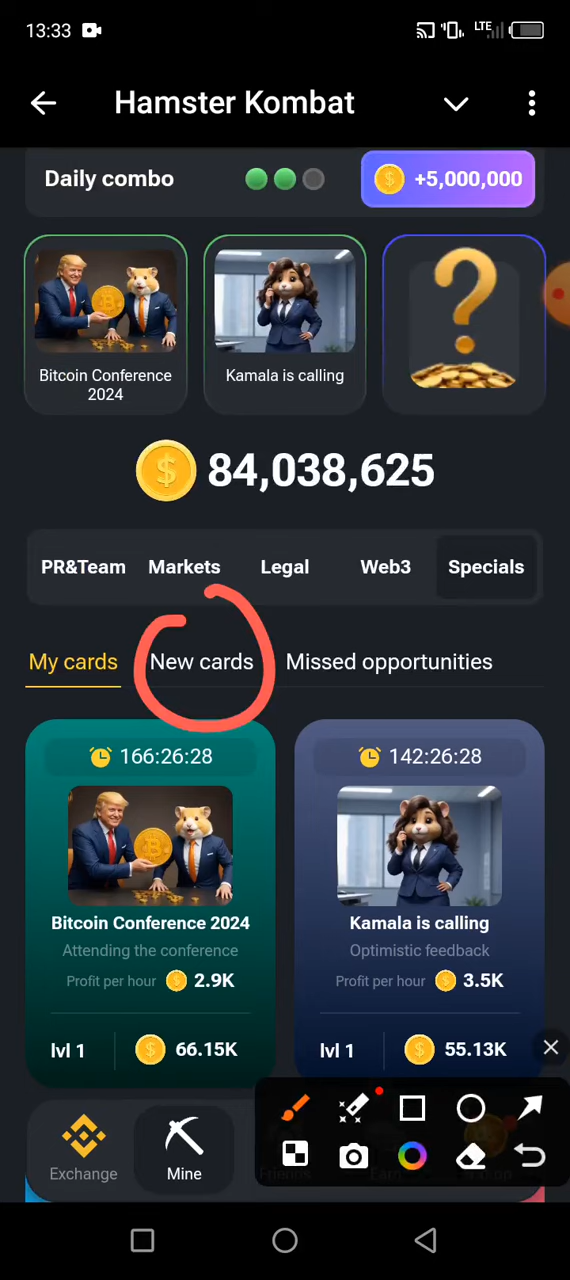 13:33
LTE
Hamster Kombat
Daily combo
+5,000,000
Bitcoin Conference
2024
Kamala is calling
84,038,625
PR&Team Markets Legal Web3 Specials
My cards New cards Missed opportunities
166:26:28
142:26:28
Bitcoin Conference 2024
Kamala is calling
Attending the conference
Optimistic feedback
Profit per hour 2.9K
Profit per hour 3.5K
lvl 1 66.15K
lvl 1 55.13K
Exchange
Mine
Friends
Earn